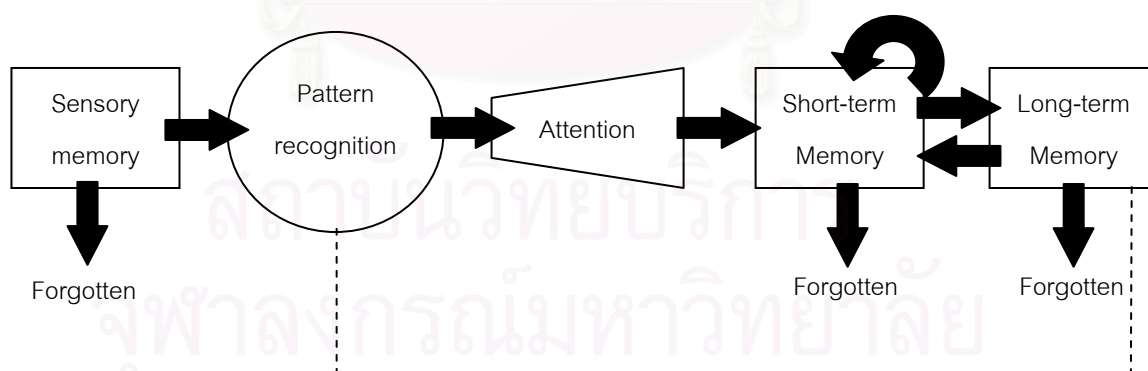 Sensory
memory
Pattern
recognition
Attention
Short-term
Memory
Long-term
Memory
Forgotten
Forgotten
Forgotten
สถาบันวิทยบริการ
จุฬาลงกรณ์มหาวิทยาลัย